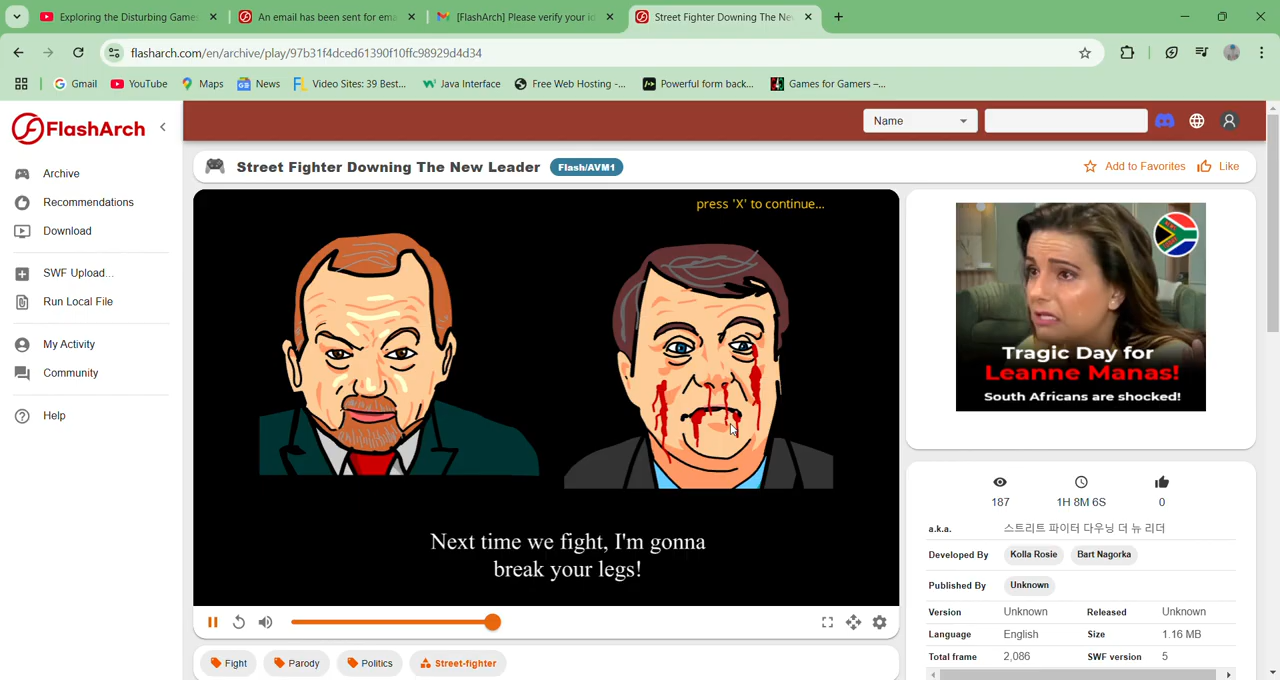 Exploring the Disturbing Game
An email has been sent for ema
[FlashArch] Please verify your i
Street Fighter Downing The Ne
flasharch.com/en/archive/play/97b31f4dced61390f10ffc98929d4d34
Gmail
YouTube
Maps
News
Video Sites: 39 Best...
Java Interface
Free Web Hosting -...
Powerful form back...
Games for Gamers –...
FlashArch
Name
Archive
Recommendations
Download
SWF Upload...
Run Local File
My Activity
Community
Help
Street Fighter Downing The New Leader
Flash/AVM1
Add to Favorites
Like
press 'X' to continue...
Next time we fight, I'm gonna
break your legs!
Fight
Parody
Politics
Street-fighter
Tragic Day for
Leanne Manas!
South Africans are shocked!
187
1H 8M 6S
0
a.k.a. 스트리트 파이터 다우닝 더 뉴 리더
Developed By Kolla Rosie Bart Nagorka
Published By Unknown
Version Unknown Released Unknown
Language English Size 1.16 MB
Total frame 2,086 SWF version 5